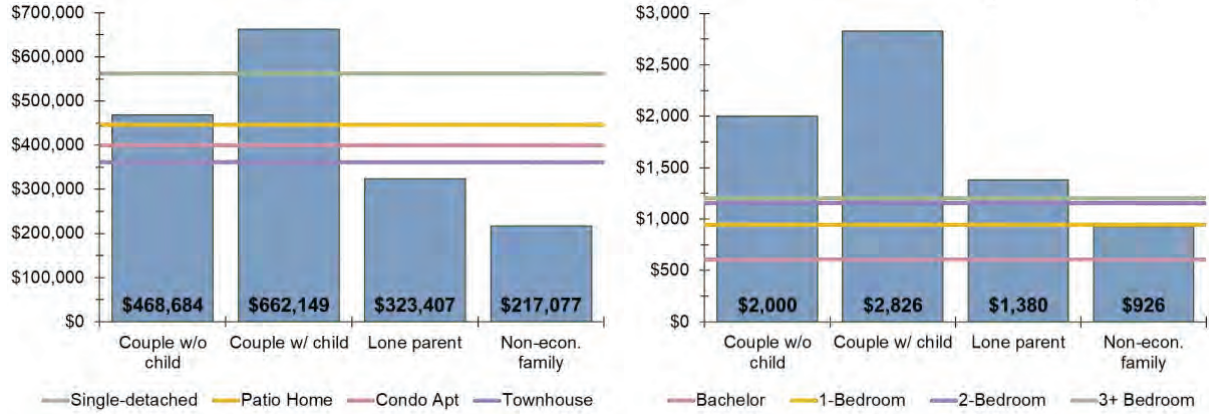 $700,000
$600,000
$500,000
$400,000
$300,000
$200,000
$100,000
$0
$468,684
$662,149
$323,407
$217,077
Couple w/o child
Couple w/ child
Lone parent
Non-econ. family
Single-detached
Patio Home
Condo Apt
Townhouse
$3,000
$2,500
$2,000
$1,500
$1,000
$500
$0
$2,000
$2,826
$1,380
$926
Couple w/o child
Couple w/ child
Lone parent
Non-econ. family
Bachelor
1-Bedroom
2-Bedroom
3+ Bedroom